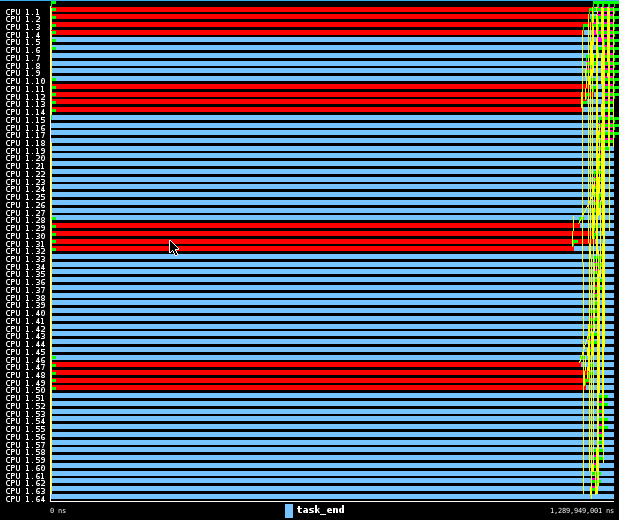 CPU 1.1
CPU 1.2
CPU 1.3
CPU 1.4
CPU 1.5
CPU 1.6
CPU 1.7
CPU 1.8
CPU 1.9
CPU 1.10
CPU 1.11
CPU 1.12
CPU 1.13
CPU 1.14
CPU 1.15
CPU 1.16
CPU 1.17
CPU 1.18
CPU 1.19
CPU 1.20
CPU 1.21
CPU 1.22
CPU 1.23
CPU 1.24
CPU 1.25
CPU 1.26
CPU 1.27
CPU 1.28
CPU 1.29
CPU 1.30
CPU 1.31
CPU 1.32
CPU 1.33
CPU 1.34
CPU 1.35
CPU 1.36
CPU 1.37
CPU 1.38
CPU 1.39
CPU 1.40
CPU 1.41
CPU 1.42
CPU 1.43
CPU 1.44
CPU 1.45
CPU 1.46
CPU 1.47
CPU 1.48
CPU 1.49
CPU 1.50
CPU 1.51
CPU 1.52
CPU 1.53
CPU 1.54
CPU 1.55
CPU 1.56
CPU 1.57
CPU 1.58
CPU 1.59
CPU 1.60
CPU 1.61
CPU 1.62
CPU 1.63
CPU 1.64
0 ns
task_end
1,289,949,001 ns